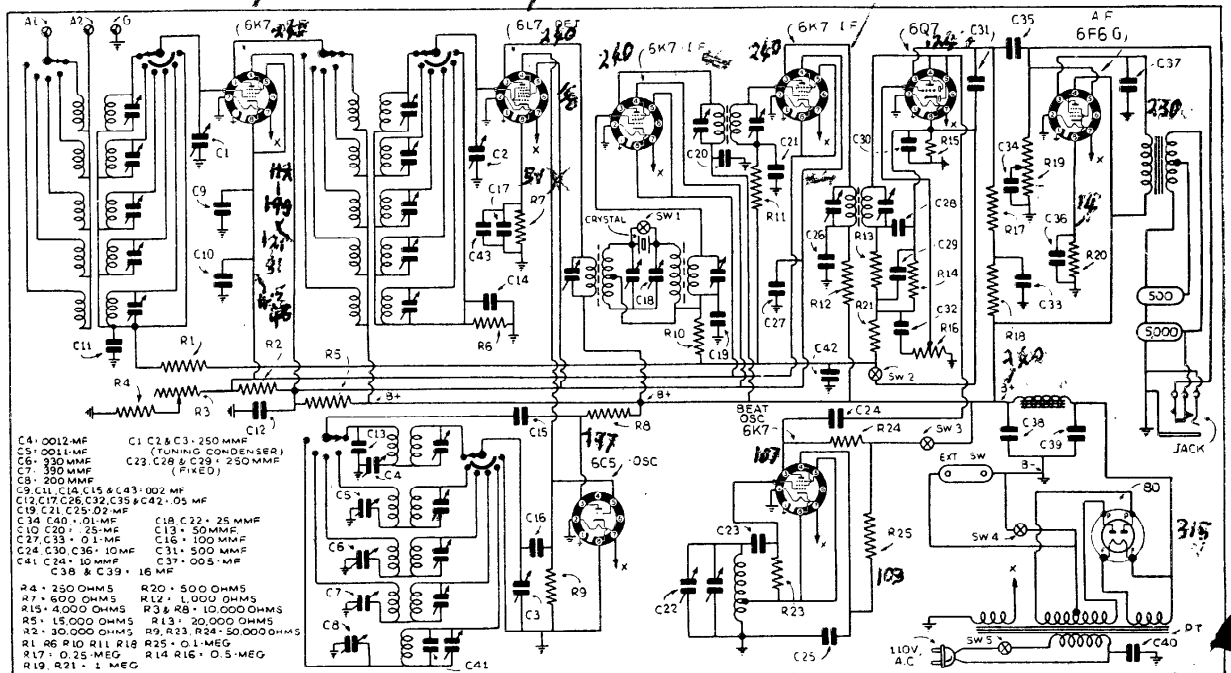 A1 A2 G
6K7
6L7 DET
240
6K7 I F
240
6K7 I F
240
6Q7
C31
C35
A F
6F6 G
C37
230
C1
C2
C9
C10
C11
C17
C43
R7
C14
R6
CRYSTAL
SW 1
C18
C20
C21
R11
R10
C19
C27
C26
R12
C42
C30
R15
C28
R13
C29
R14
R21
C32
R16
SW 2
C34
R19
R17
C36
14
R20
C33
R18
240
500
5,000
JACK
R1
R2
R3
R4
R5
C12
B+
B+
C15
R8
197
6C5 OSC
C13
C4
C5
C6
C7
C8
C41
C16
C3
R9
BEAT
OSC
6K7
107
C24
R24
SW 3
C23
R23
C22
C25
R25
103
C38
C39
EXT SW
B-
SW 4
80
315
SW 5
110V.
A.C
P T
C40
X
C4 = .0012-MF
C5 = .0011-MF
C6 = 930 MMF
C7 = 390 MMF
C8 = 200 MMF
C1 C2 & C3 = 250 MMF
(TUNING CONDENSER)
C23, C28 & C29 = 250 MMF
(FIXED)
C9, C11, C14, C15 & C43 = .002 MF
C12, C17, C26, C32, C35 & C42 = .05 MF
C19, C21, C25 = .02-MF
C34 C40 = .01-MF C18, C22 = 25 MMF
C10 C20 = .25-MF C13 = 50 MMF
C27, C33 = 0.1-MF C16 = 100 MMF
C24, C30, C36 = 10 MF C31 = 500 MMF
C41 C24 = 10 MMF C37 = .005-MF
C38 & C39 = 16 MF
R4 = 250 OHMS R20 = 500 OHMS
R7 = 600 OHMS R12 = 1,000 OHMS
R15 = 4,000 OHMS R3 & R8 = 10,000 OHMS
R5 = 15,000 OHMS R13 = 20,000 OHMS
R2 = 30,000 OHMS R9, R23, R24 = 50,000 OHMS
R1 R6 R10 R11 R18 R25 = 0.1-MEG
R17 = 0.25-MEG R14 R16 = 0.5-MEG
R19, R21 = 1 MEG